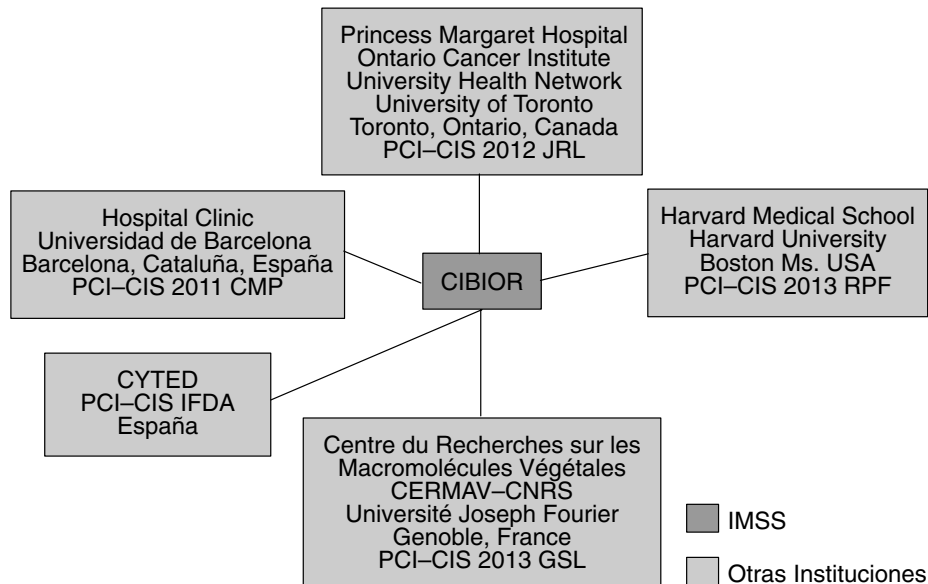 Princess Margaret Hospital
Ontario Cancer Institute
University Health Network
University of Toronto
Toronto, Ontario, Canada
PCI–CIS 2012 JRL
Hospital Clinic
Universidad de Barcelona
Barcelona, Cataluña, España
PCI–CIS 2011 CMP
CIBIOR
Harvard Medical School
Harvard University
Boston Ms. USA
PCI–CIS 2013 RPF
CYTED
PCI–CIS IFDA
España
Centre du Recherches sur les
Macromolécules Végétales
CERMAV–CNRS
Université Joseph Fourier
Genoble, France
PCI–CIS 2013 GSL
IMSS
Otras Instituciones